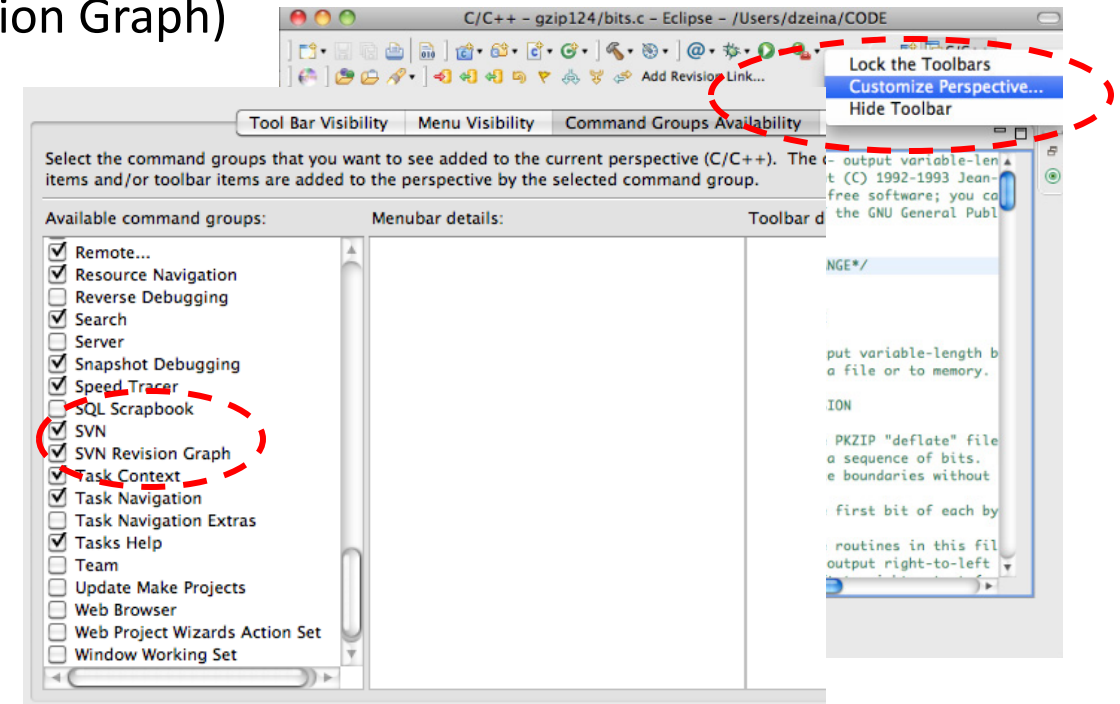 ion Graph)
C/C++ - gzip124/bits.c - Eclipse - /Users/dzeina/CODE
Add Revision Link...
Lock the Toolbars
Customize Perspective...
Hide Toolbar
Tool Bar Visibility
Menu Visibility
Command Groups Availability
Select the command groups that you want to see added to the current perspective (C/C++). The
items and/or toolbar items are added to the perspective by the selected command group.
Available command groups:
Menubar details:
Toolbar d
Remote...
Resource Navigation
Reverse Debugging
Search
Server
Snapshot Debugging
Speed Tracer
SQL Scrapbook
SVN
SVN Revision Graph
Task Context
Task Navigation
Task Navigation Extras
Tasks Help
Team
Update Make Projects
Web Browser
Web Project Wizards Action Set
Window Working Set
- output variable-len
t (C) 1992-1993 Jean-
free software; you ca
the GNU General Publ
NGE*/
put variable-length b
a file or to memory.
ION
PKZIP "deflate" file
a sequence of bits.
e boundaries without
first bit of each by
routines in this fil
output right-to-left